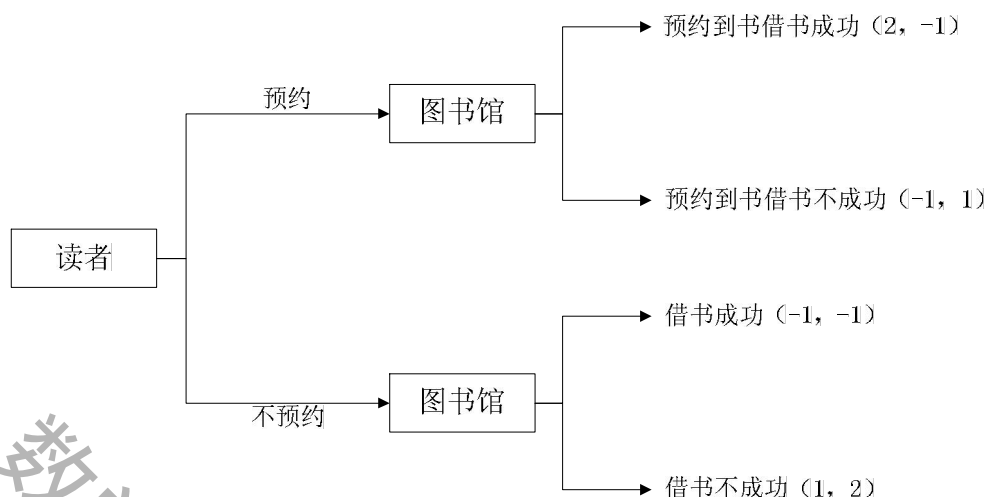 预约到书借书成功（2，-1）
预约
图书馆
预约到书借书不成功（-1，1）
读者
借书成功（-1，-1）
图书馆
不预约
借书不成功（1，2）
数